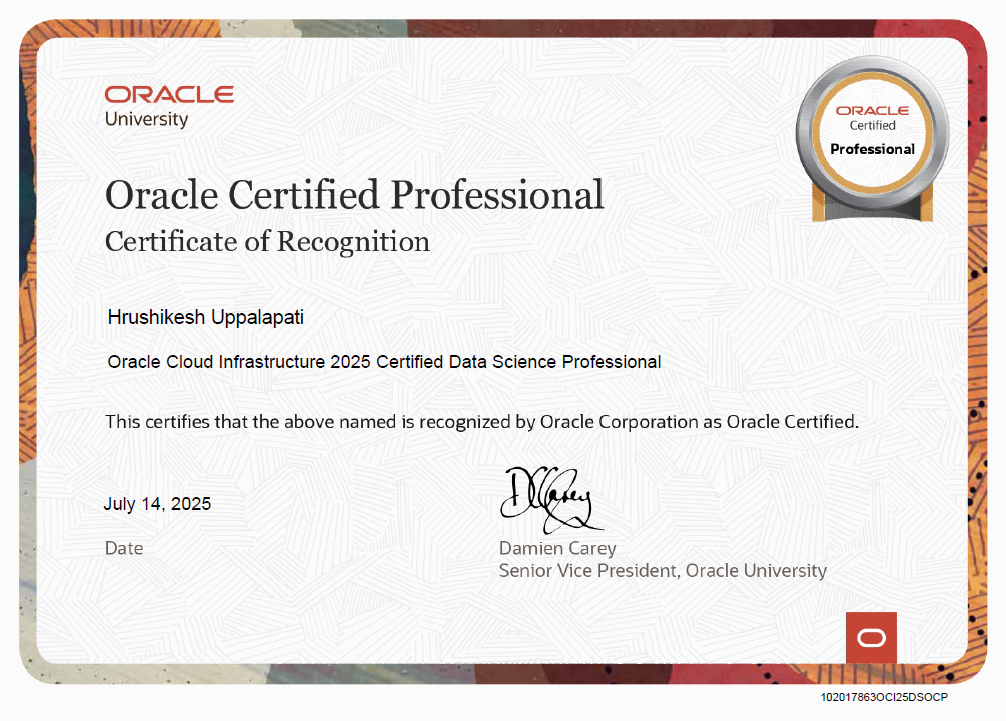 ORACLE
University
ORACLE
Certified
Professional
Oracle Certified Professional
Certificate of Recognition
Hrushikesh Uppalapati
Oracle Cloud Infrastructure 2025 Certified Data Science Professional
This certifies that the above named is recognized by Oracle Corporation as Oracle Certified.
July 14, 2025
Date
DCarey
Damien Carey
Senior Vice President, Oracle University
102017863OCI25DSOCP